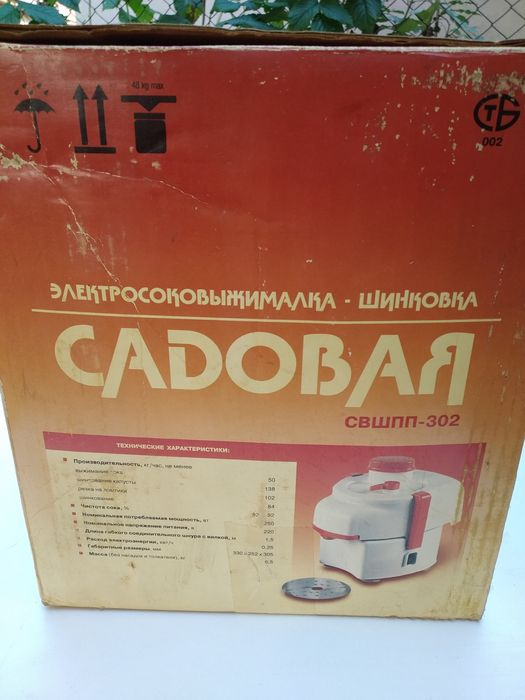 48 kg max
СТБ
002
ЭЛЕКТРОСОКОВЫЖИМАЛКА - ШИНКОВКА
САДОВАЯ
СВШПП-302
ТЕХНИЧЕСКИЕ ХАРАКТЕРИСТИКИ:
Производительность, кг/час, не менее
выжимание сока 50
шинкование капусты 138
резка на ломтики 102
шинкование 84
Чистота сока, %
Номинальная потребляемая мощность, вт 250
Номинальное напряжение питания, в 220
Длина гибкого соединительного шнура с вилкой, м 1,5
Расход электроэнергии, квт/ч 0,25
Габаритные размеры, мм 330х252х305
Масса (без насадки и толкателя), кг 6,5